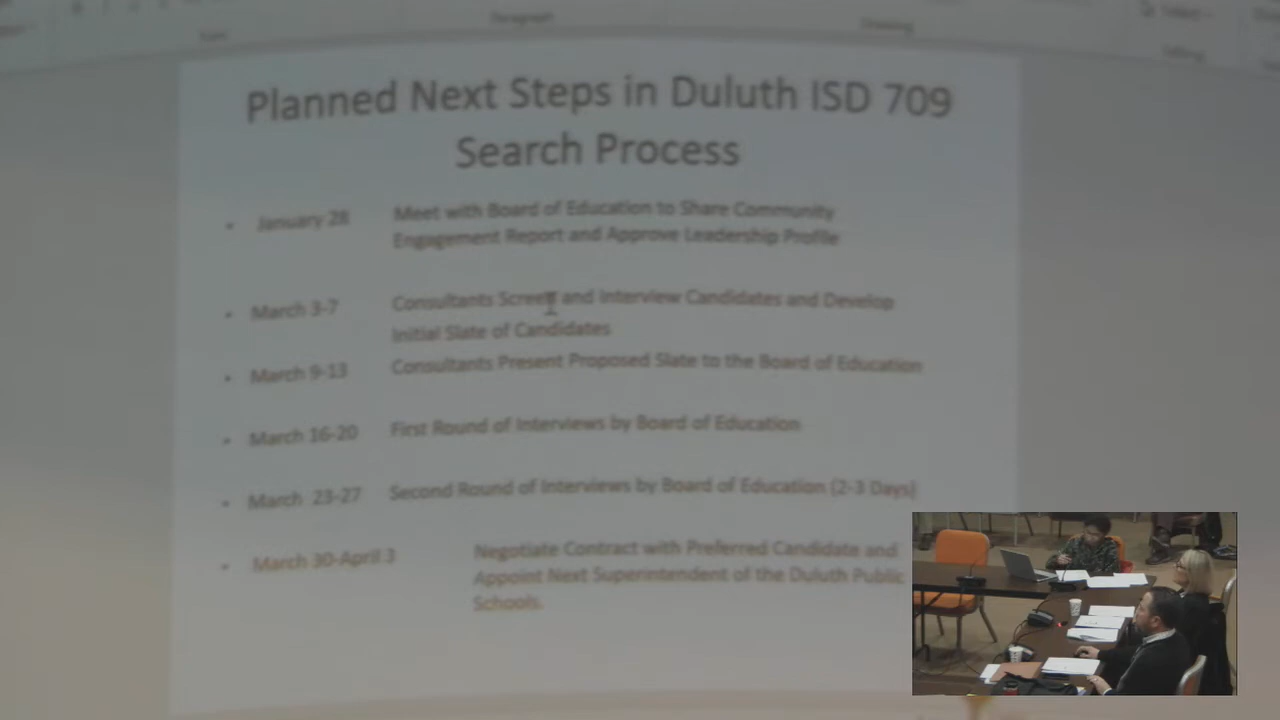 Paragraph
Drawing
Select
Editing
Planned Next Steps in Duluth ISD 709
Search Process
• January 28 Meet with Board of Education to Share Community
Engagement Report and Approve Leadership Profile
• March 3-7 Consultants Screen and Interview Candidates and Develop
Initial Slate of Candidates
• March 9-13 Consultants Present Proposed Slate to the Board of Education
• March 16-20 First Round of Interviews by Board of Education
• March 23-27 Second Round of Interviews by Board of Education (2-3 Days)
• March 30-April 3 Negotiate Contract with Preferred Candidate and
Appoint Next Superintendent of the Duluth Public
Schools.